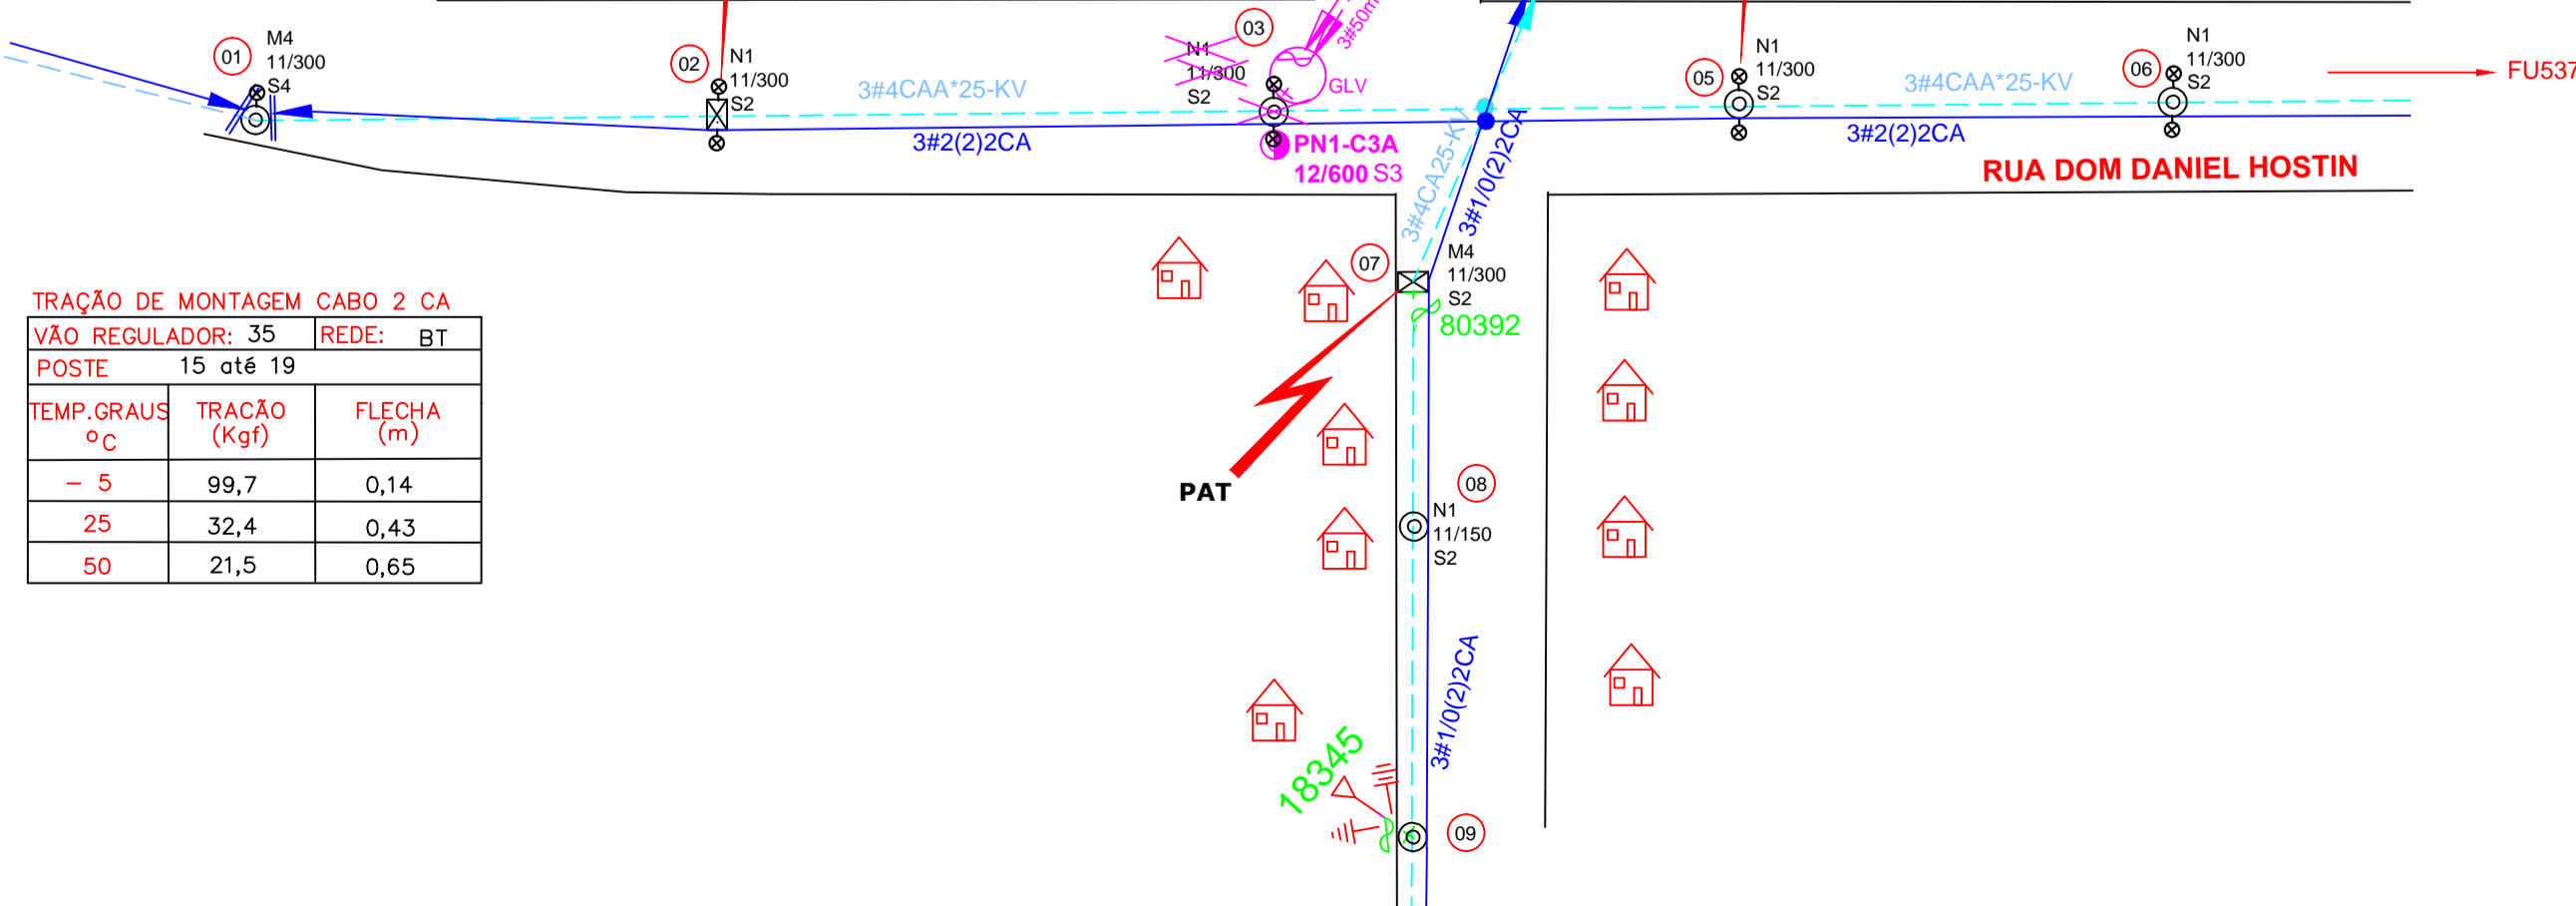 01
M4
11/300
S4
02
N1
11/300
S2
3#4CAA*25-KV
3#2(2)2CA
03
N1
11/300
S2
3#50m
GLV
PN1-C3A
12/600 S3
3#4CA25-KV
3#1/0(2)2CA
05
N1
11/300
S2
3#4CAA*25-KV
3#2(2)2CA
06
N1
11/300
S2
FU537
RUA DOM DANIEL HOSTIN
07
M4
11/300
S2
80392
PAT
08
N1
11/150
S2
3#1/0(2)2CA
18345
09
TRAÇÃO DE MONTAGEM CABO 2 CA
VÃO REGULADOR: 35 REDE: BT
POSTE 15 até 19
TEMP.GRAUS °C TRACÃO (Kgf) FLECHA (m)
- 5 99,7 0,14
25 32,4 0,43
50 21,5 0,65